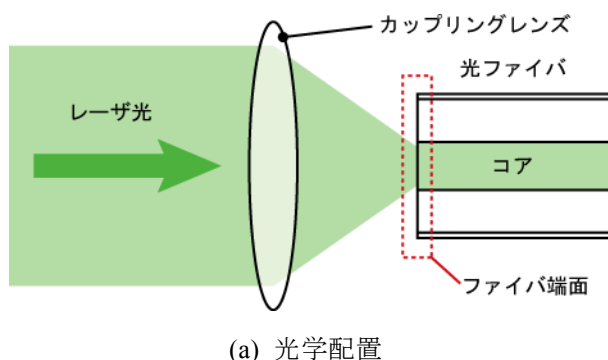 カップリングレンズ
光ファイバ
レーザ光
コア
ファイバ端面
(a) 光学配置